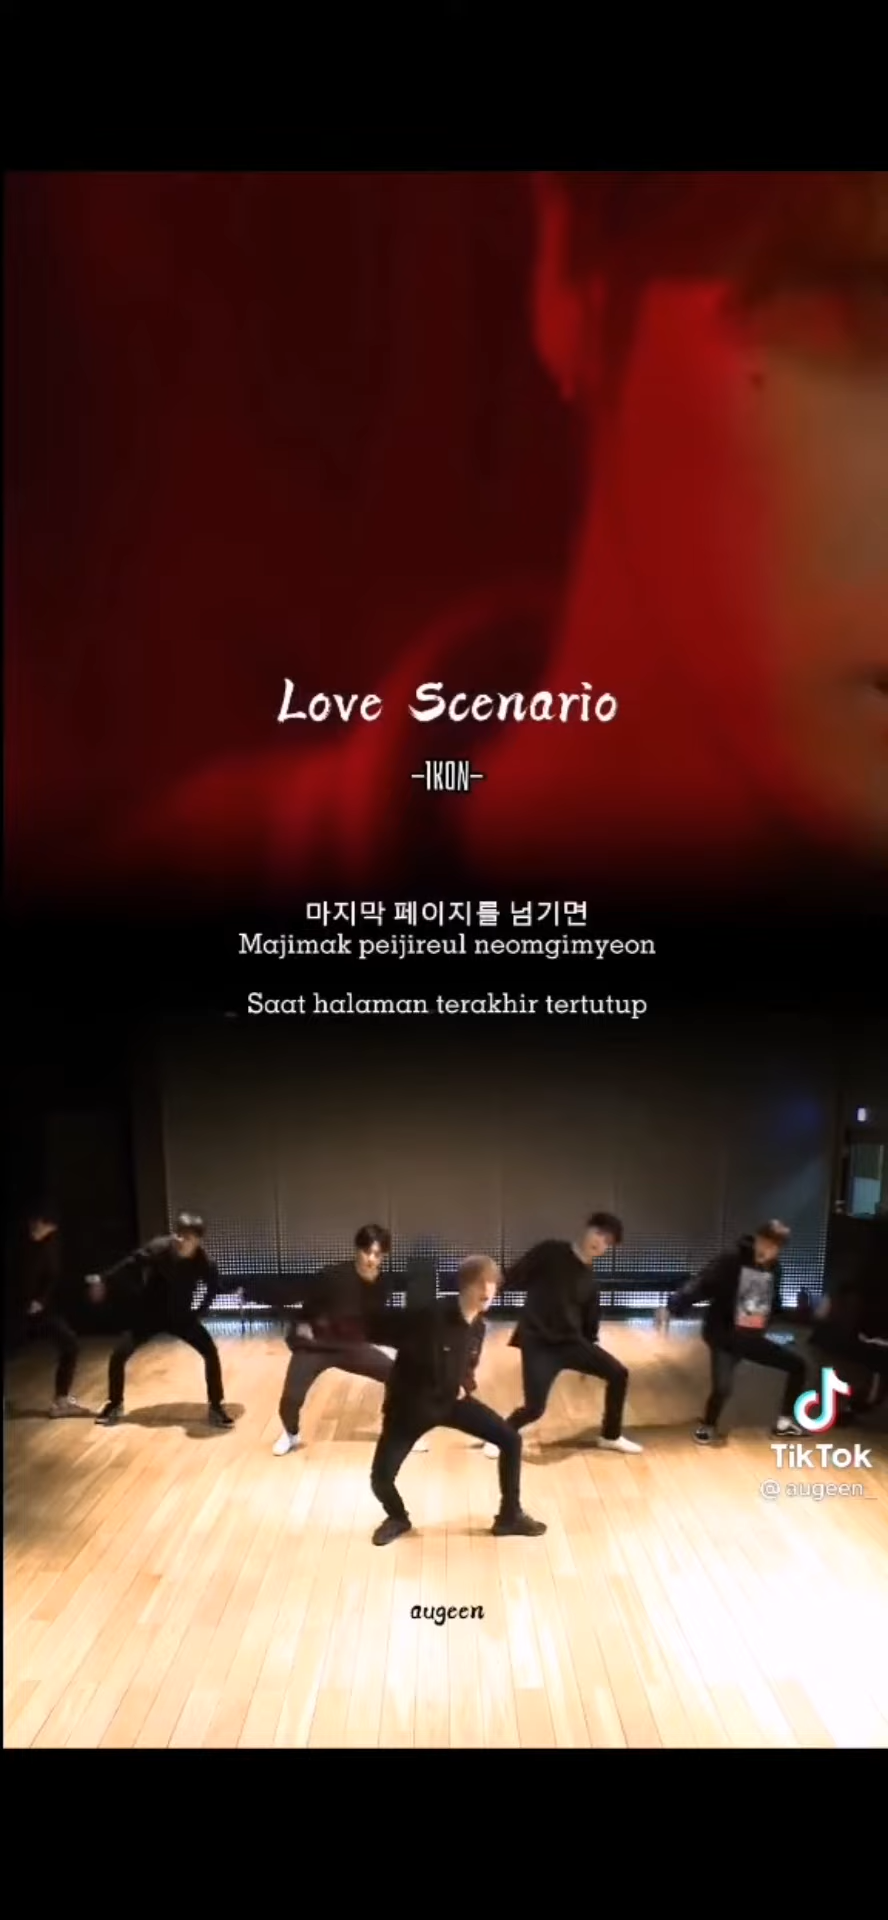 Love Scenario
-IKON-
마지막 페이지를 넘기면
Majimak peijireul neomgimyeon
Saat halaman terakhir tertutup
TikTok
@augeen_
augeen